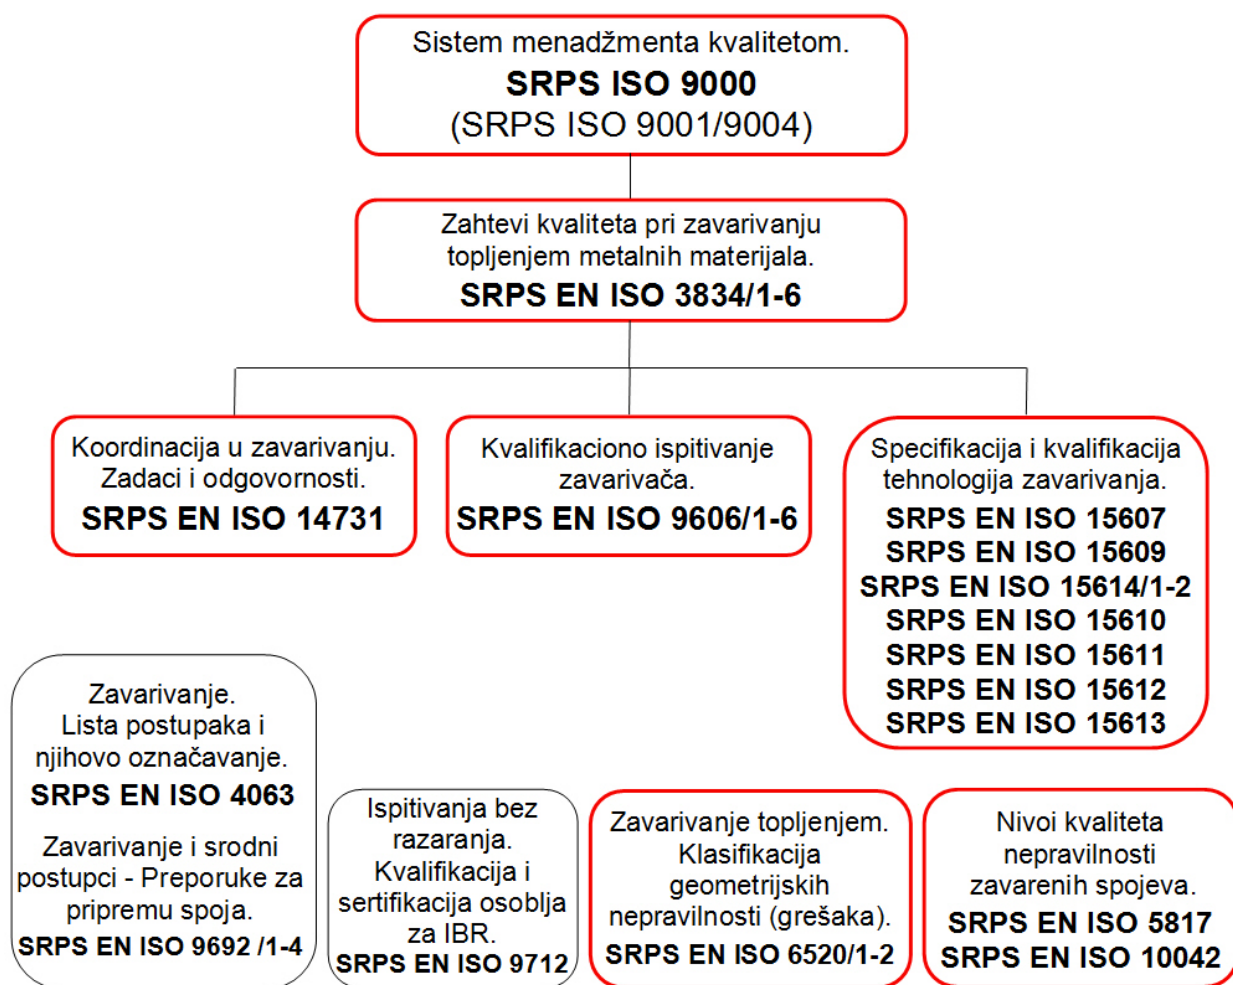 Sistem menadžmenta kvalitetom.
SRPS ISO 9000
(SRPS ISO 9001/9004)
Zahtevi kvaliteta pri zavarivanju
topljenjem metalnih materijala.
SRPS EN ISO 3834/1-6
Koordinacija u zavarivanju.
Zadaci i odgovornosti.
SRPS EN ISO 14731
Kvalifikaciono ispitivanje
zavarivača.
SRPS EN ISO 9606/1-6
Specifikacija i kvalifikacija
tehnologija zavarivanja.
SRPS EN ISO 15607
SRPS EN ISO 15609
SRPS EN ISO 15614/1-2
SRPS EN ISO 15610
SRPS EN ISO 15611
SRPS EN ISO 15612
SRPS EN ISO 15613
Zavarivanje.
Lista postupaka i
njihovo označavanje.
SRPS EN ISO 4063
Zavarivanje i srodni
postupci - Preporuke za
pripremu spoja.
SRPS EN ISO 9692 /1-4
Ispitivanja bez
razaranja.
Kvalifikacija i
sertifikacija osoblja
za IBR.
SRPS EN ISO 9712
Zavarivanje topljenjem.
Klasifikacija
geometrijskih
nepravilnosti (grešaka).
SRPS EN ISO 6520/1-2
Nivoi kvaliteta
nepravilnosti
zavarenih spojeva.
SRPS EN ISO 5817
SRPS EN ISO 10042